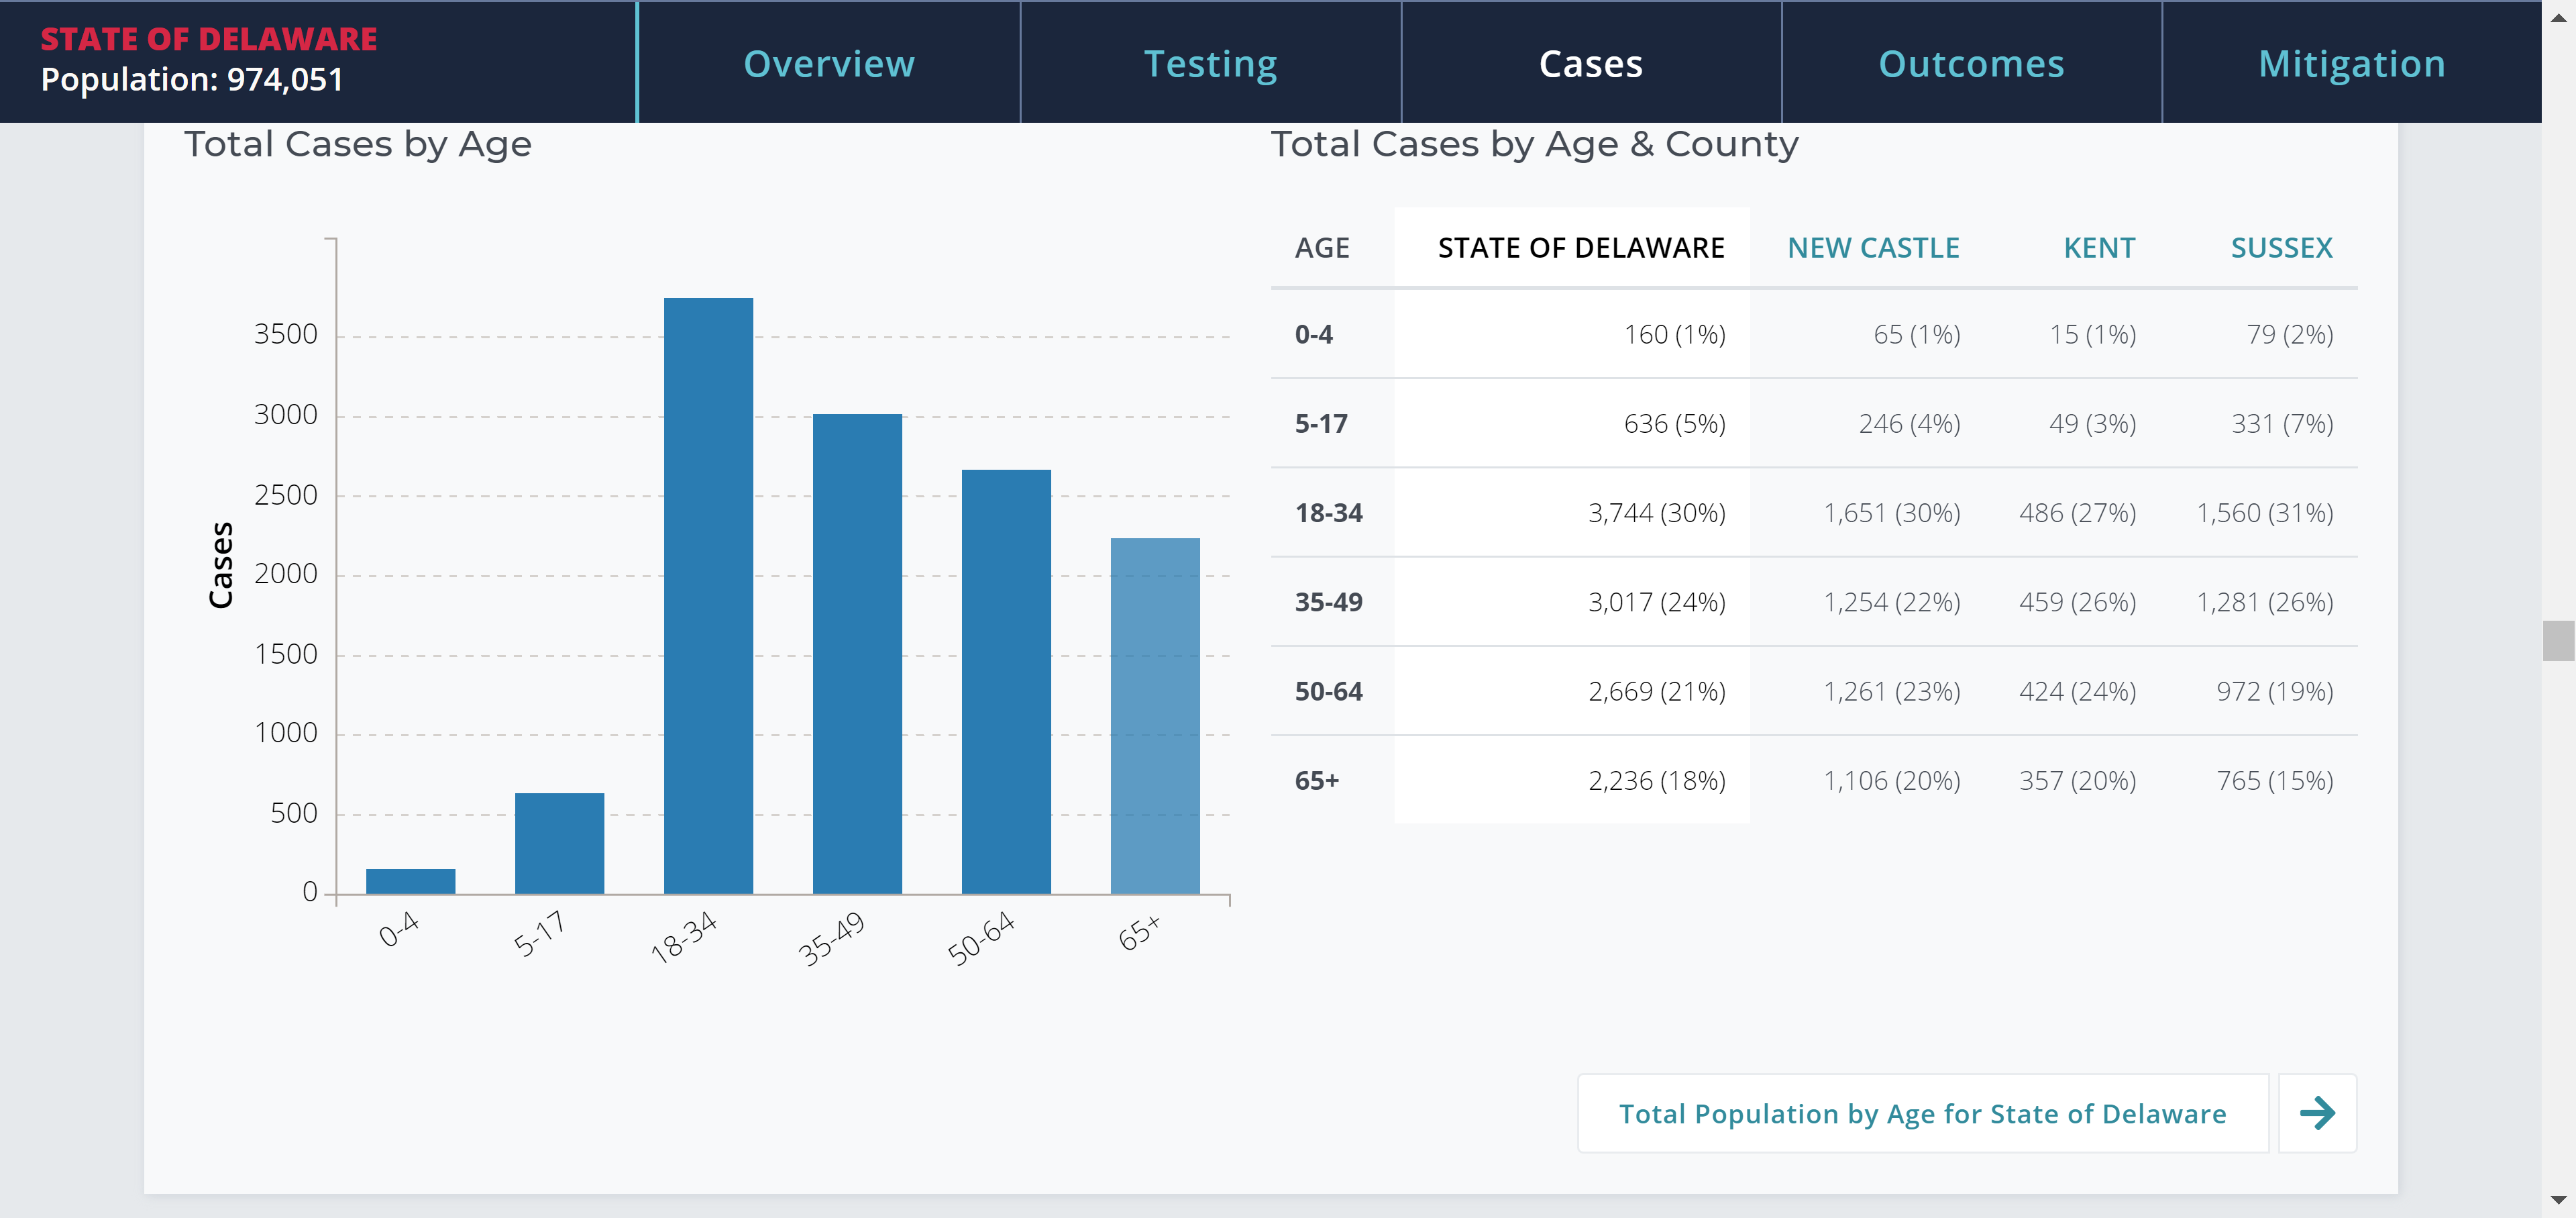 STATE OF DELAWARE
Population: 974,051
Overview
Testing
Cases
Outcomes
Mitigation
Total Cases by Age
Cases
3500
3000
2500
2000
1500
1000
500
0
0-4
5-17
18-34
35-49
50-64
65+
Total Cases by Age & County
AGE STATE OF DELAWARE NEW CASTLE KENT SUSSEX
0-4 160 (1%) 65 (1%) 15 (1%) 79 (2%)
5-17 636 (5%) 246 (4%) 49 (3%) 331 (7%)
18-34 3,744 (30%) 1,651 (30%) 486 (27%) 1,560 (31%)
35-49 3,017 (24%) 1,254 (22%) 459 (26%) 1,281 (26%)
50-64 2,669 (21%) 1,261 (23%) 424 (24%) 972 (19%)
65+ 2,236 (18%) 1,106 (20%) 357 (20%) 765 (15%)
Total Population by Age for State of Delaware